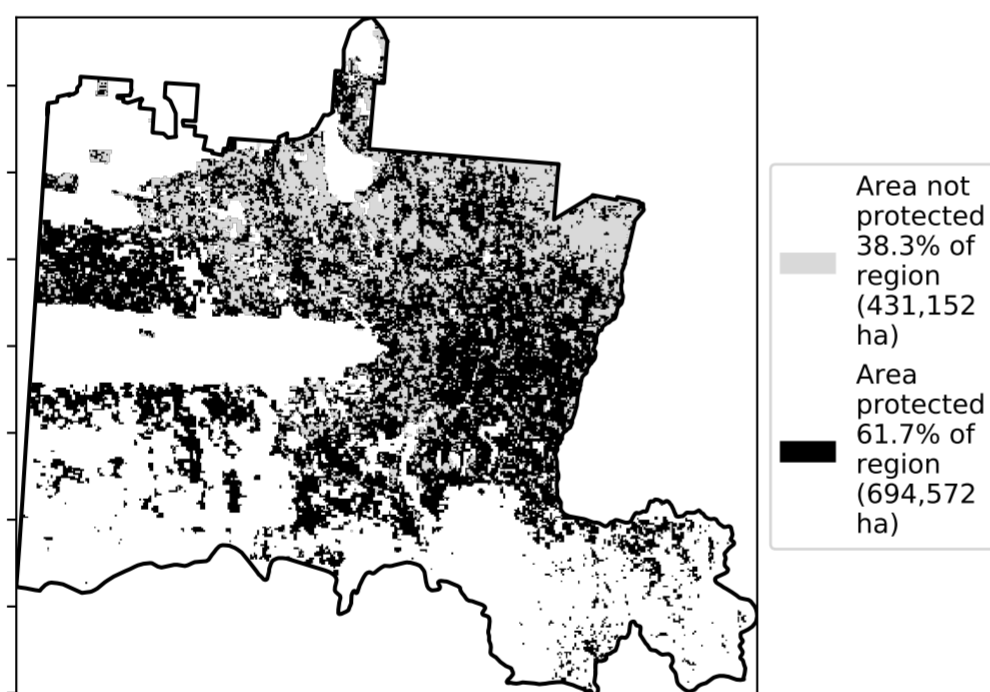 Area not
protected
38.3% of
region
(431,152
ha)
Area
protected
61.7% of
region
(694,572
ha)